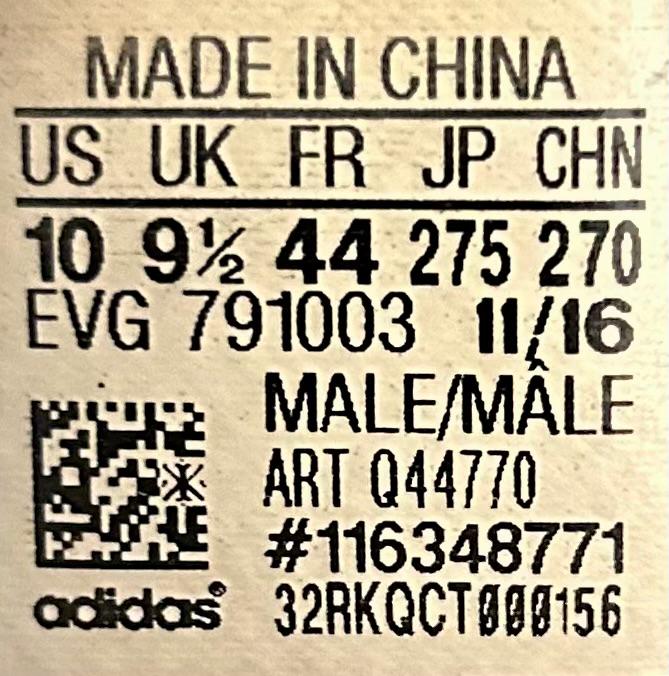 MADE IN CHINA
US UK FR JP CHN
10 9½ 44 275 270
EVG 791003 11/16
MALE/MÂLE
ART Q44770
#116348771
adidas® 32RKQCT000156